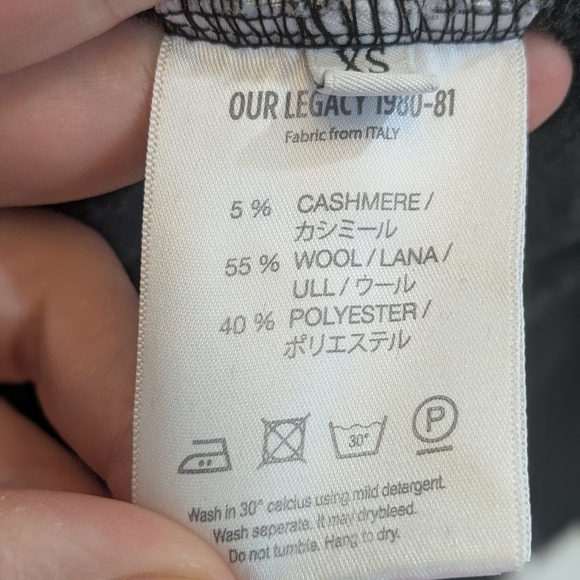 XS
OUR LEGACY 1980-81
Fabric from ITALY
5 % CASHMERE /
カシミール
55 % WOOL / LANA /
ULL / ウール
40 % POLYESTER /
ポリエステル
30°
P
Wash in 30° celcius using mild detergent.
Wash seperate. It may drybleed.
Do not tumble. Hang to dry.